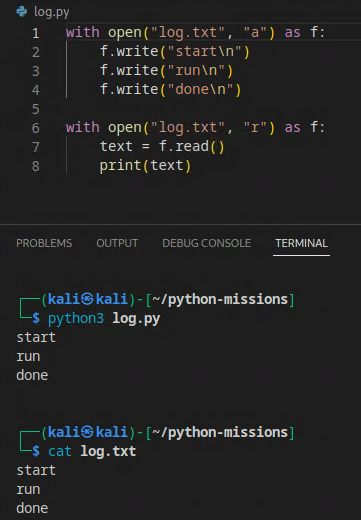 log.py
1 with open("log.txt", "a") as f:
2     f.write("start\n")
3     f.write("run\n")
4     f.write("done\n")
5
6 with open("log.txt", "r") as f:
7     text = f.read()
8     print(text)
PROBLEMS OUTPUT DEBUG CONSOLE TERMINAL
┌──(kali㉿kali)-[~/python-missions]
└─$ python3 log.py
start
run
done
┌──(kali㉿kali)-[~/python-missions]
└─$ cat log.txt
start
run
done